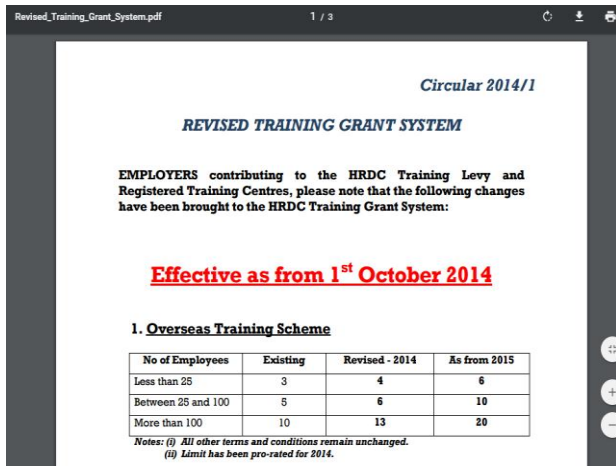 Revised_Training_Grant_System.pdf 1 / 3
Circular 2014/1
REVISED TRAINING GRANT SYSTEM
EMPLOYERS contributing to the HRDC Training Levy and
Registered Training Centres, please note that the following changes
have been brought to the HRDC Training Grant System:
Effective as from 1st October 2014
1. Overseas Training Scheme
No of Employees Existing Revised - 2014 As from 2015
Less than 25 3 4 6
Between 25 and 100 5 6 10
More than 100 10 13 20
Notes: (i) All other terms and conditions remain unchanged.
(ii) Limit has been pro-rated for 2014.